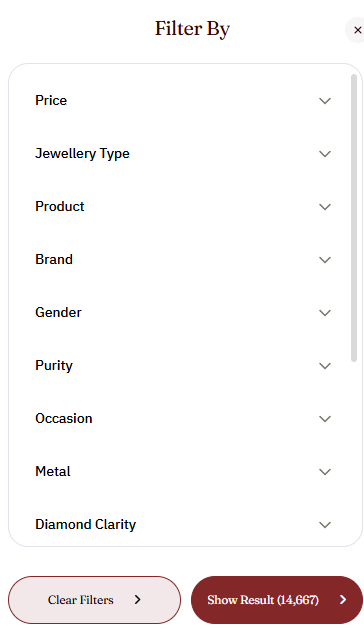 Filter By
Price
Jewellery Type
Product
Brand
Gender
Purity
Occasion
Metal
Diamond Clarity
Clear Filters
Show Result (14,667)